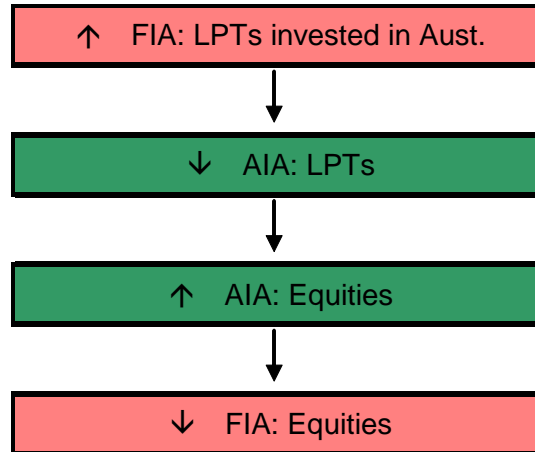 ↑ FIA: LPTs invested in Aust.
↓ AIA: LPTs
↑ AIA: Equities
↓ FIA: Equities